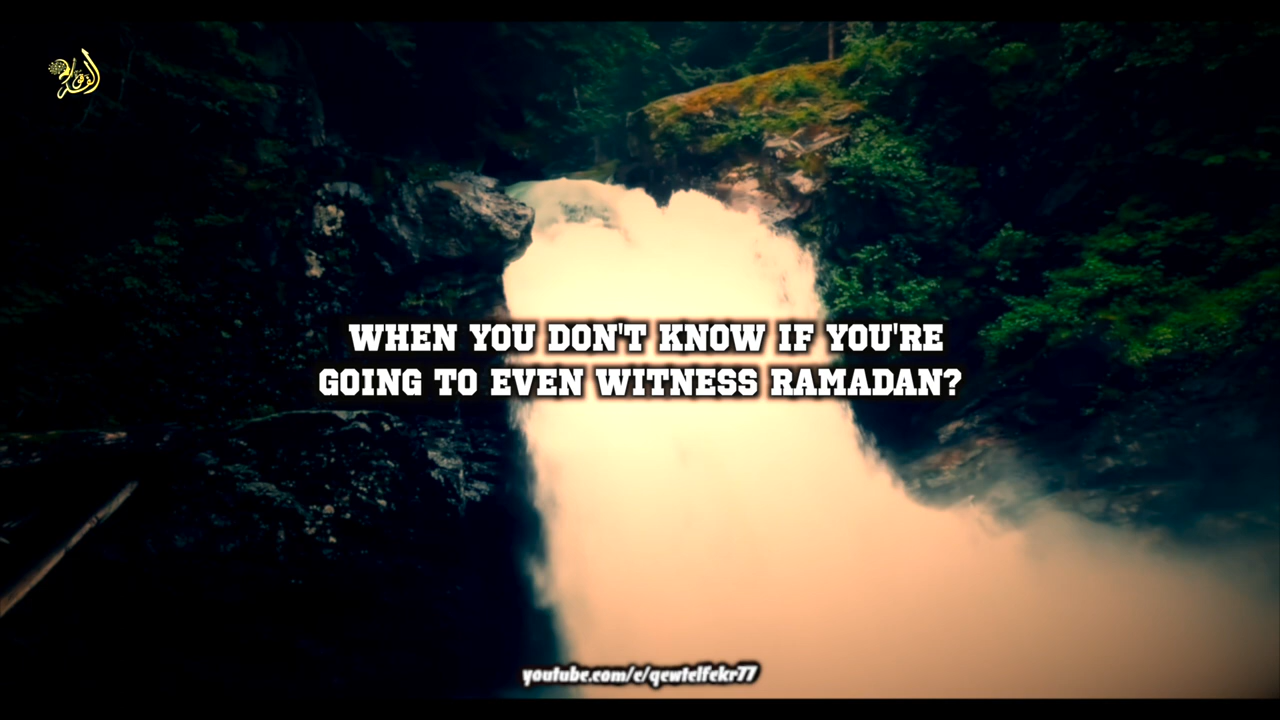 WHEN YOU DON'T KNOW IF YOU'RE
GOING TO EVEN WITNESS RAMADAN?
youtube.com/c/qewtelfekr77